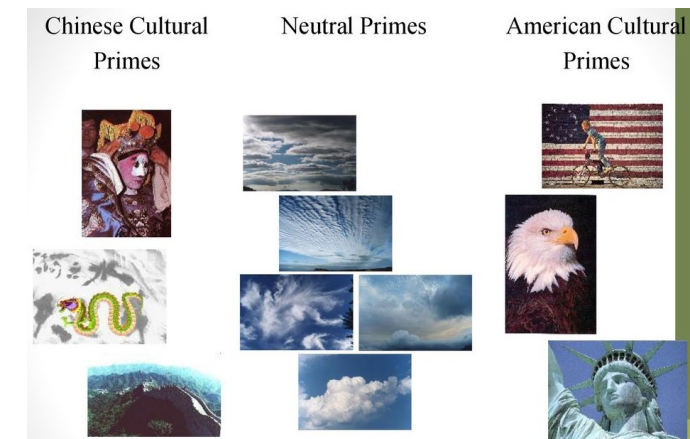 Chinese Cultural
Primes
Neutral Primes
American Cultural
Primes